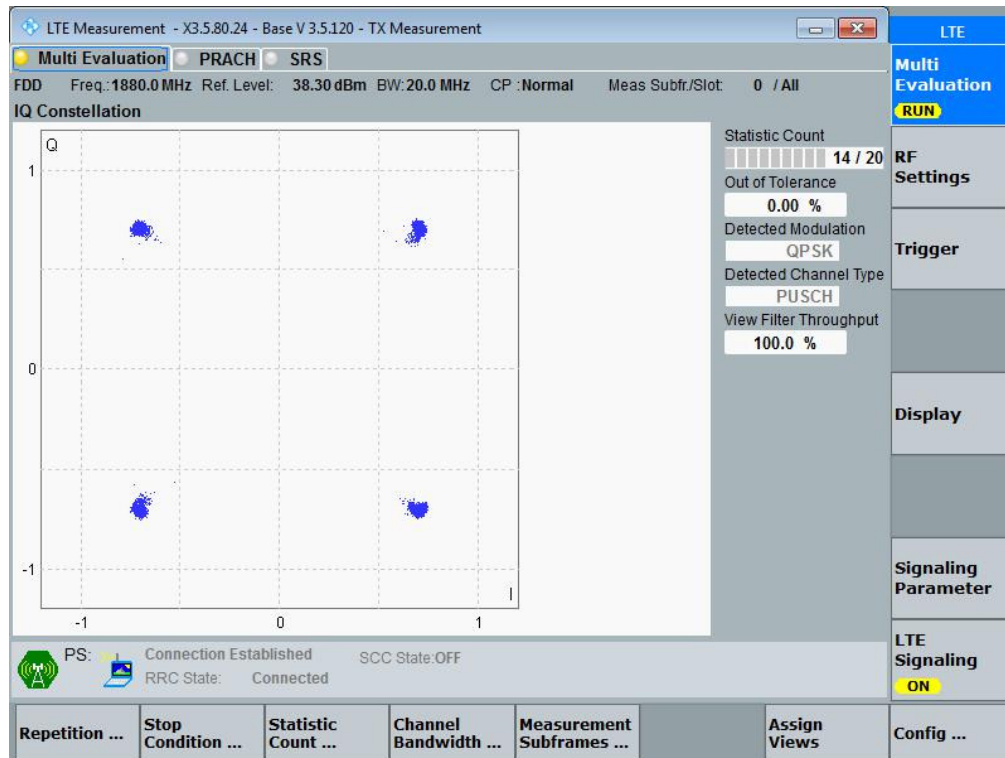 LTE Measurement - X3.5.80.24 - Base V 3.5.120 - TX Measurement
LTE
Multi Evaluation PRACH SRS
FDD Freq.:1880.0 MHz Ref. Level: 38.30 dBm BW:20.0 MHz CP :Normal Meas Subfr./Slot: 0 / All
IQ Constellation
Q
1
0
-1
I
-1 0 1
Statistic Count
14 / 20
Out of Tolerance
0.00 %
Detected Modulation
QPSK
Detected Channel Type
PUSCH
View Filter Throughput
100.0 %
Multi
Evaluation
RUN
RF
Settings
Trigger
Display
Signaling
Parameter
LTE
Signaling
ON
PS: Connection Established SCC State:OFF
RRC State: Connected
Repetition ...
Stop
Condition ...
Statistic
Count ...
Channel
Bandwidth ...
Measurement
Subframes ...
Assign
Views
Config ...